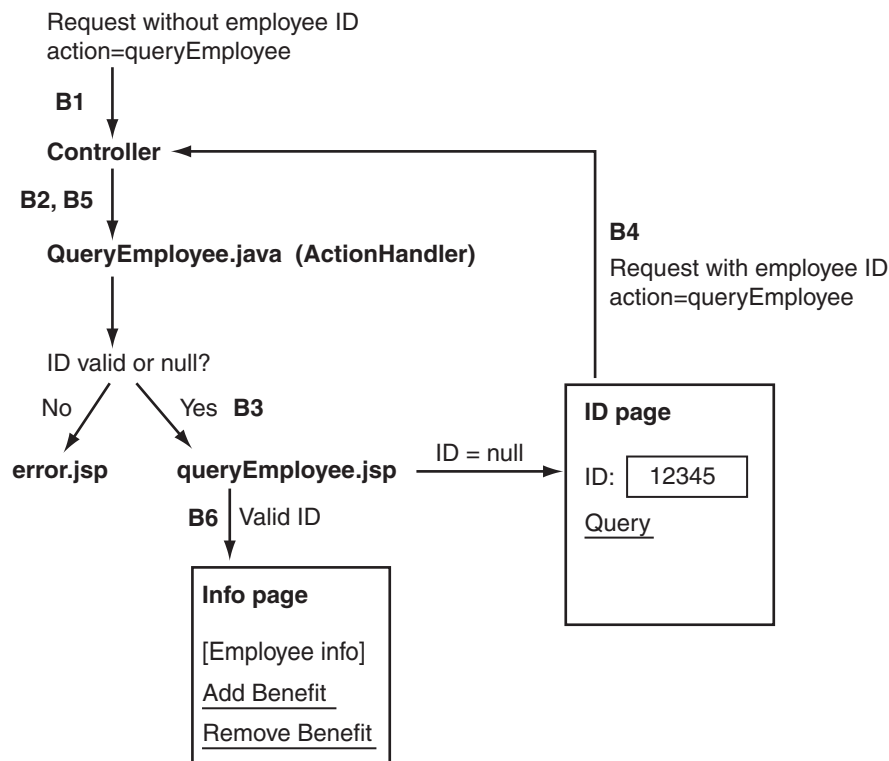 Request without employee ID
action=queryEmployee
B1
Controller
B2, B5
QueryEmployee.java (ActionHandler)
B4
Request with employee ID
action=queryEmployee
ID valid or null?
No
Yes B3
error.jsp
queryEmployee.jsp
ID = null
ID page
ID: 12345
Query
B6 Valid ID
Info page
[Employee info]
Add Benefit
Remove Benefit